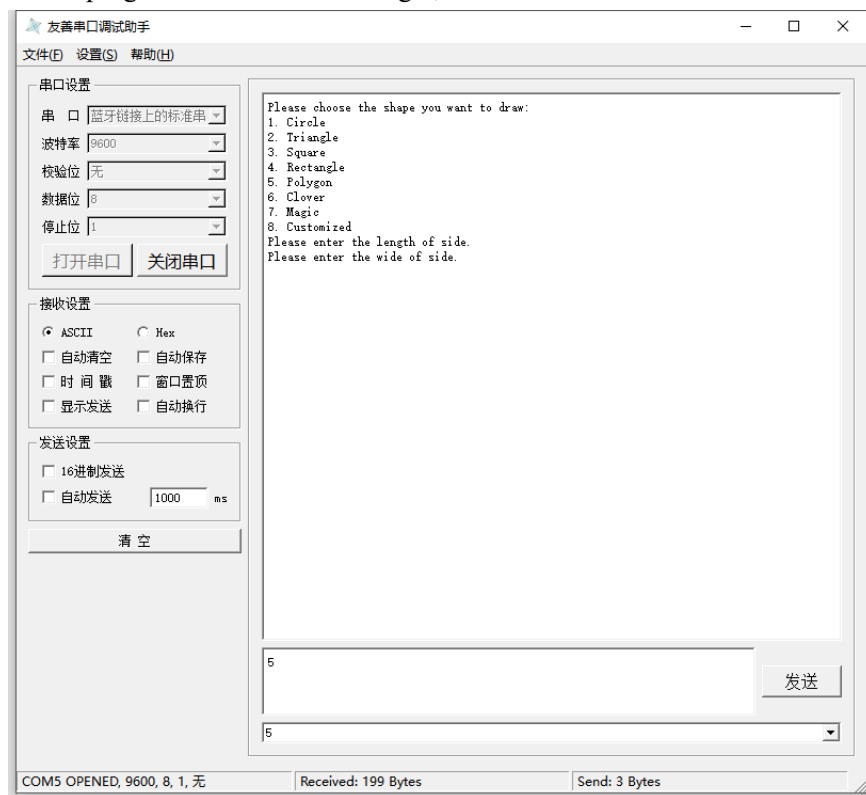 友善串口调试助手
文件(F) 设置(S) 帮助(H)
串口设置
串 口 蓝牙链接上的标准串
波特率 9600
校验位 无
数据位 8
停止位 1
打开串口 关闭串口
接收设置
ASCII Hex
自动清空 自动保存
时 间 戳 窗口置顶
显示发送 自动换行
发送设置
16进制发送
自动发送 1000 ms
清 空
Please choose the shape you want to draw:
1. Circle
2. Triangle
3. Square
4. Rectangle
5. Polygon
6. Clover
7. Magic
8. Customized
Please enter the length of side.
Please enter the wide of side.
5
发送
5
COM5 OPENED, 9600, 8, 1, 无 Received: 199 Bytes Send: 3 Bytes